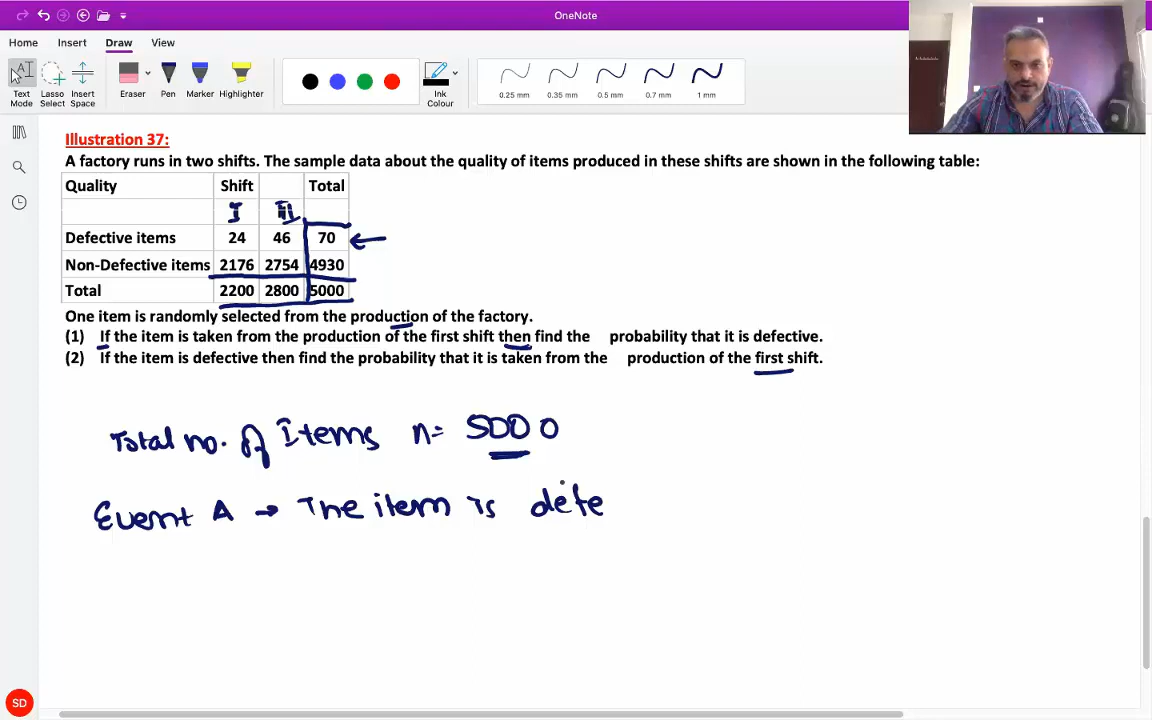 OneNote
Home Insert Draw View
Text Mode Lasso Select Insert Space Eraser Pen Marker Highlighter Ink Colour 0.25 mm 0.35 mm 0.5 mm 0.7 mm 1 mm
Illustration 37:
A factory runs in two shifts. The sample data about the quality of items produced in these shifts are shown in the following table:
Quality Shift Total
I II
Defective items 24 46 70
Non-Defective items 2176 2754 4930
Total 2200 2800 5000
One item is randomly selected from the production of the factory.
(1) If the item is taken from the production of the first shift then find the probability that it is defective.
(2) If the item is defective then find the probability that it is taken from the production of the first shift.
Total no. of Items n= 5000
Event A → The item is defe
SD